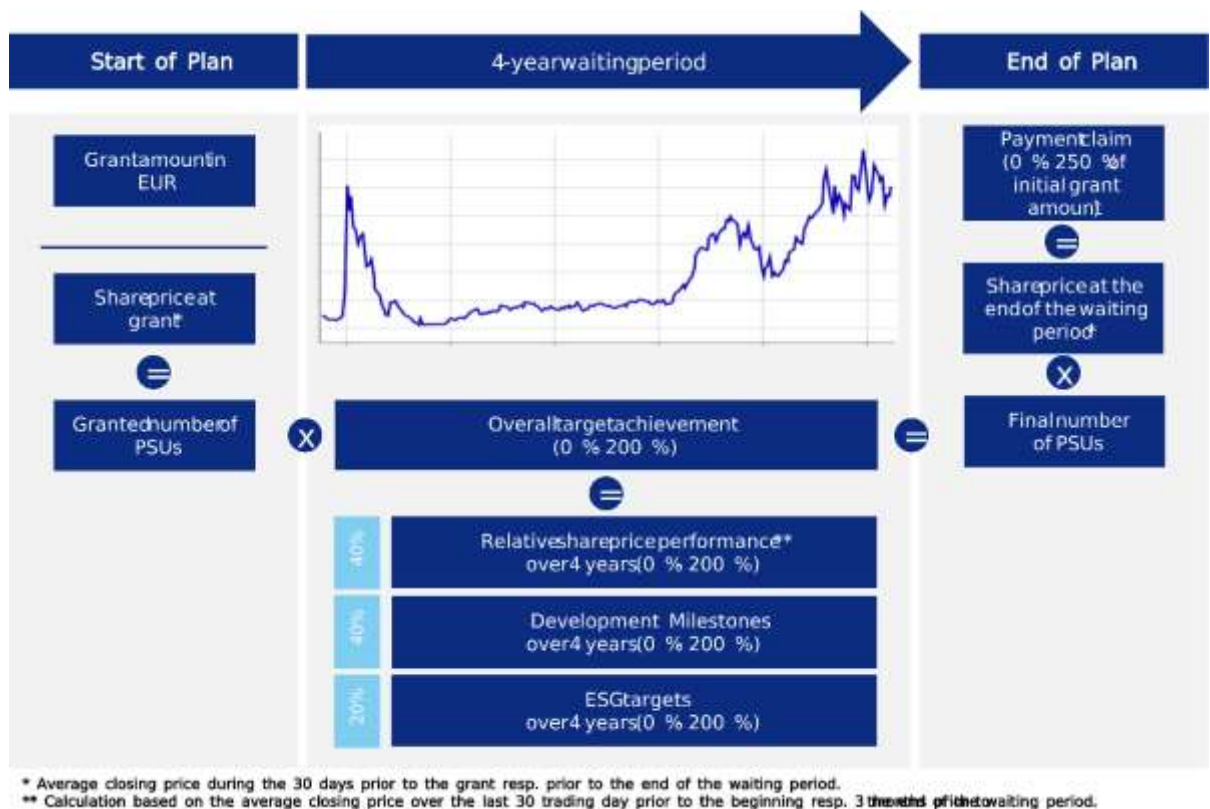 Start of Plan
4-yearwaitingperiod
End of Plan
Grantamountin
EUR
Shareprice at
grant*
=
Grantednumberof
PSUs
x
Overalltargetachievement
(0 % 200 %)
=
40%
Relativeshareprice performance**
over4 years(0 % 200 %)
40%
Development Milestones
over4 years(0 % 200 %)
20%
ESGtargets
over4 years(0 % 200 %)
=
Paymentclaim
(0 % 250 %of
initial grant
amount
=
Shareprice at the
endof the waiting
period*
x
Finalnumber
of PSUs
* Average closing price during the 30 days prior to the grant resp. prior to the end of the waiting period.
** Calculation based on the average closing price over the last 30 trading day prior to the beginning resp. 3 waiting period.